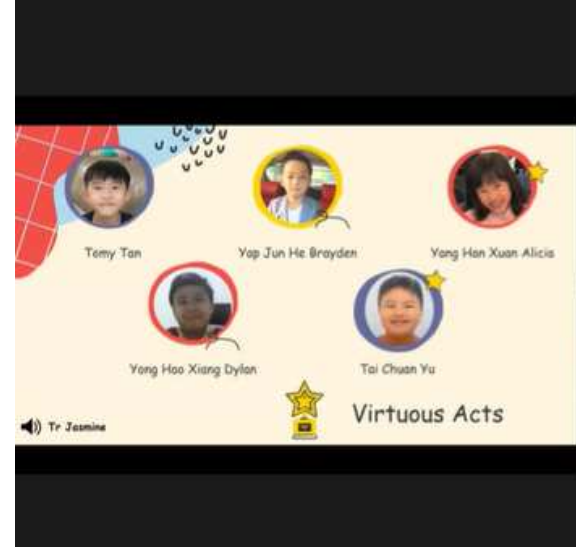 Tomy Tan
Yap Jun He Brayden
Yong Han Xuan Alicia
Yong Hao Xiang Dylan
Tai Chuan Yu
Virtuous Acts
Tr Jasmine